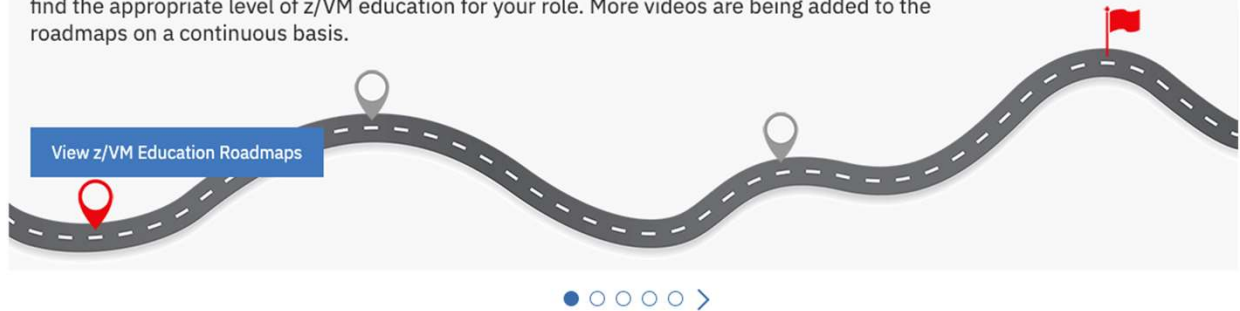 find the appropriate level of z/VM education for your role. More videos are being added to the
roadmaps on a continuous basis.
View z/VM Education Roadmaps